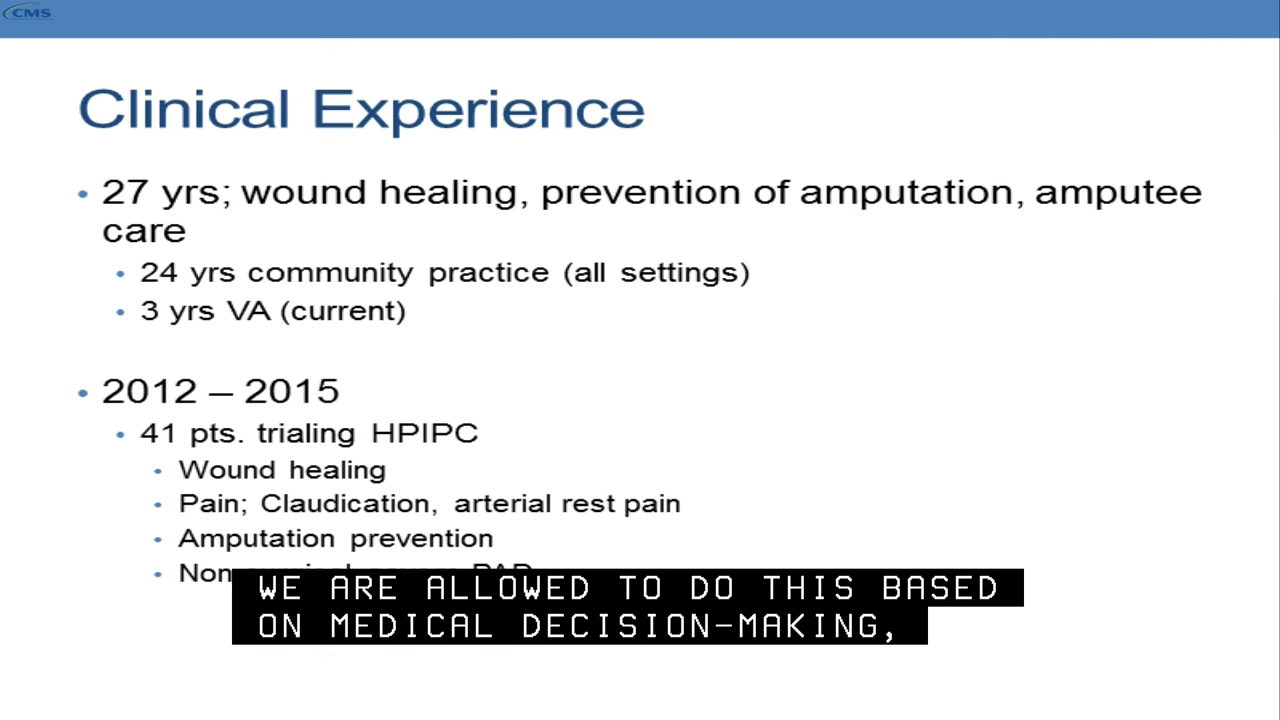 CMS
Clinical Experience
• 27 yrs; wound healing, prevention of amputation, amputee
care
• 24 yrs community practice (all settings)
• 3 yrs VA (current)
• 2012 – 2015
• 41 pts. trialing HPIPC
• Wound healing
• Pain; Claudication, arterial rest pain
• Amputation prevention
• Non
WE ARE ALLOWED TO DO THIS BASED
ON MEDICAL DECISION-MAKING,